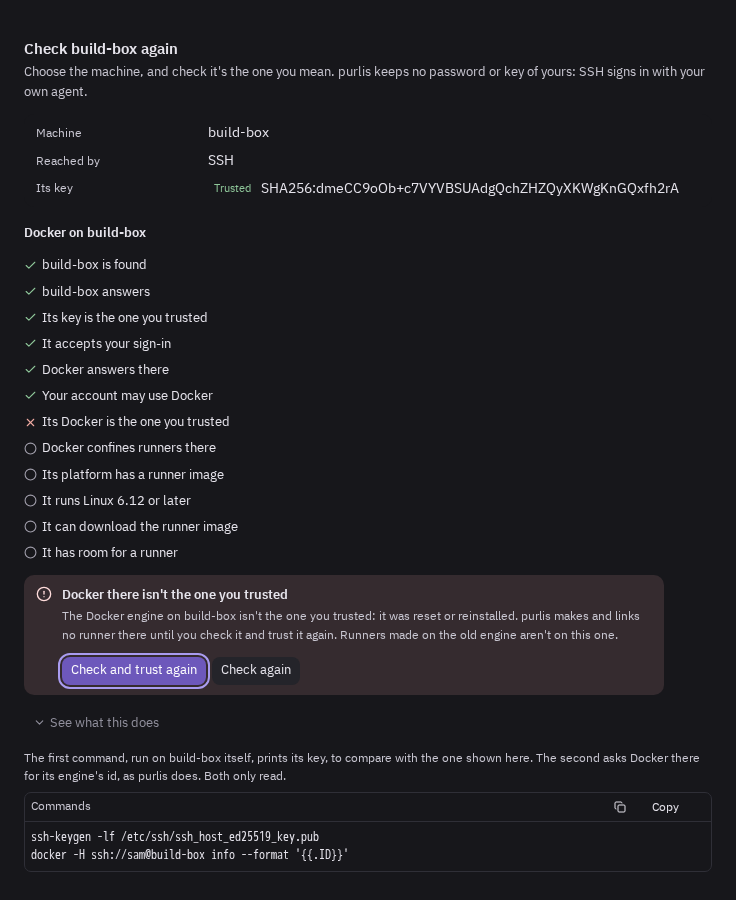 Check build-box again
Choose the machine, and check it's the one you mean. purlis keeps no password or key of yours: SSH signs in with your
own agent.
Machine build-box
Reached by SSH
Its key Trusted SHA256:dmeCC9oOb+c7VYVBSUAdgQchZHZQyXKWgKnGQxfh2rA
Docker on build-box
build-box is found
build-box answers
Its key is the one you trusted
It accepts your sign-in
Docker answers there
Your account may use Docker
Its Docker is the one you trusted
Docker confines runners there
Its platform has a runner image
It runs Linux 6.12 or later
It can download the runner image
It has room for a runner
Docker there isn't the one you trusted
The Docker engine on build-box isn't the one you trusted: it was reset or reinstalled. purlis makes and links
no runner there until you check it and trust it again. Runners made on the old engine aren't on this one.
Check and trust again Check again
See what this does
The first command, run on build-box itself, prints its key, to compare with the one shown here. The second asks Docker there
for its engine's id, as purlis does. Both only read.
Commands Copy
ssh-keygen -lf /etc/ssh/ssh_host_ed25519_key.pub
docker -H ssh://sam@build-box info --format '{{.ID}}'